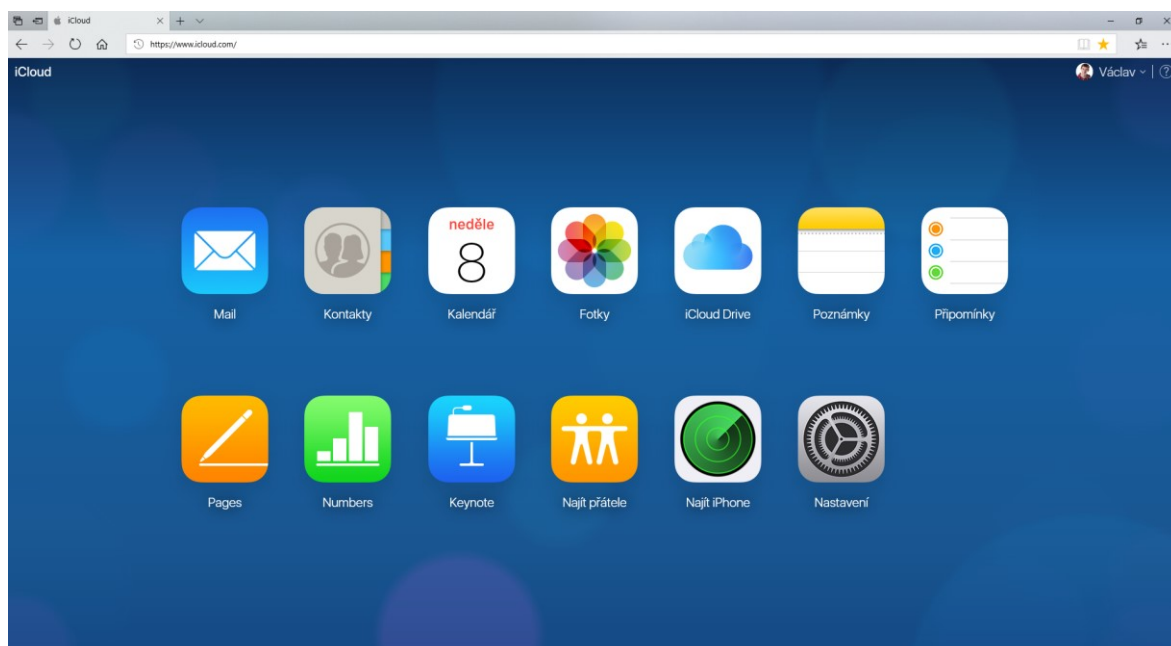 iCloud
https://www.icloud.com/
iCloud
Václav
neděle
8
Mail Kontakty Kalendář Fotky iCloud Drive Poznámky Připomínky
Pages Numbers Keynote Najít přátele Najít iPhone Nastavení